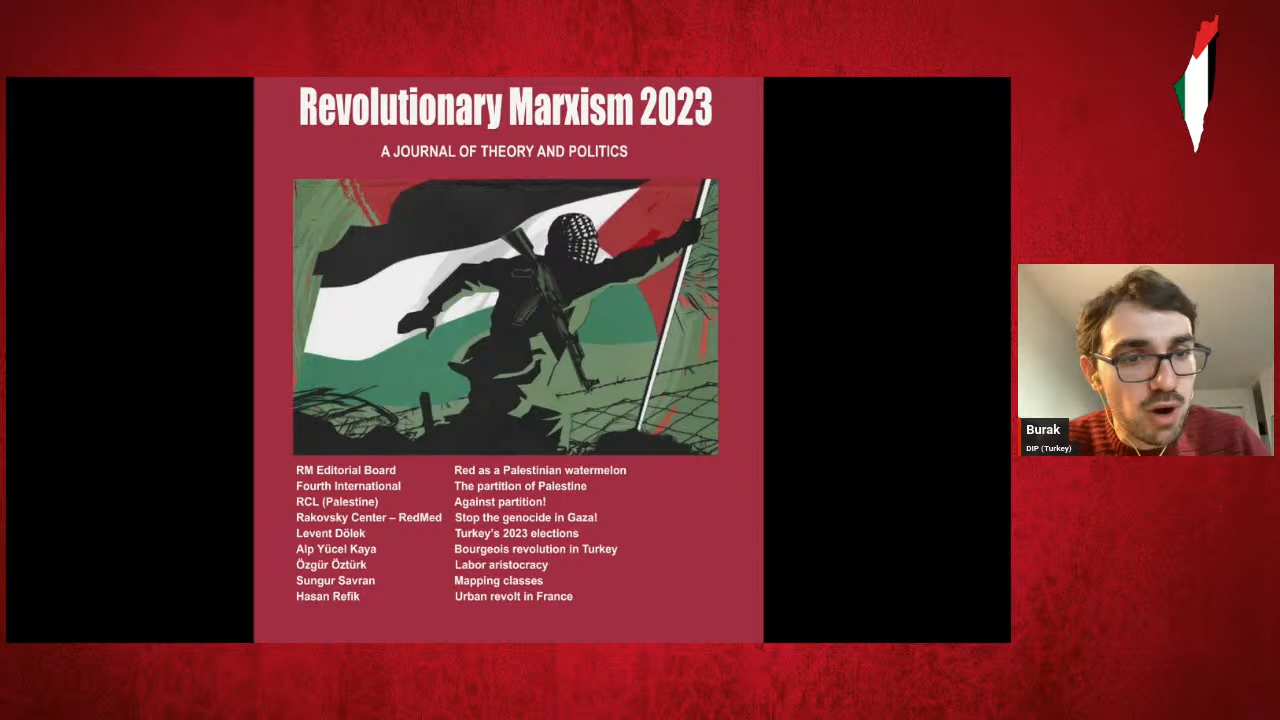 Revolutionary Marxism 2023
A JOURNAL OF THEORY AND POLITICS
RM Editorial Board Red as a Palestinian watermelon
Fourth International The partition of Palestine
RCL (Palestine) Against partition!
Rakovsky Center – RedMed Stop the genocide in Gaza!
Levent Dölek Turkey's 2023 elections
Alp Yücel Kaya Bourgeois revolution in Turkey
Özgür Öztürk Labor aristocracy
Sungur Savran Mapping classes
Hasan Refik Urban revolt in France
Burak
DIP (Turkey)